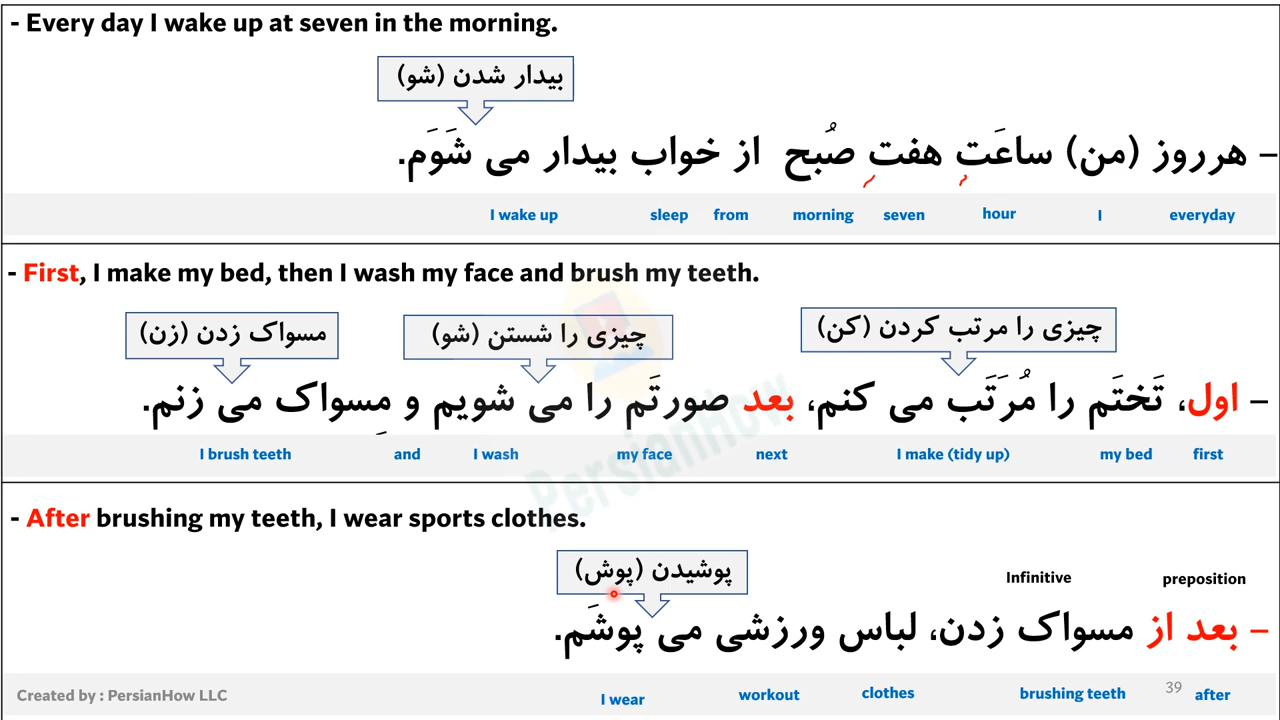 - Every day I wake up at seven in the morning.
بیدار شدن (شو)
– هرروز (من) ساعَتِ هفتِ صُبح از خواب بیدار می شَوَم.
everyday I hour seven morning from sleep I wake up
- First, I make my bed, then I wash my face and brush my teeth.
چیزی را مرتب کردن (کن) چیزی را شستن (شو) مسواک زدن (زن)
– اول، تَختَم را مُرَتَب می کنم، بعد صورتَم را می شویم و مِسواک می زنم.
first my bed I make (tidy up) next my face I wash and I brush teeth
PersianHow
- After brushing my teeth, I wear sports clothes.
پوشیدن (پوش)
preposition Infinitive
– بعد از مسواک زدن، لباس ورزشی می پوشَم.
after brushing teeth clothes workout I wear
Created by : PersianHow LLC
39